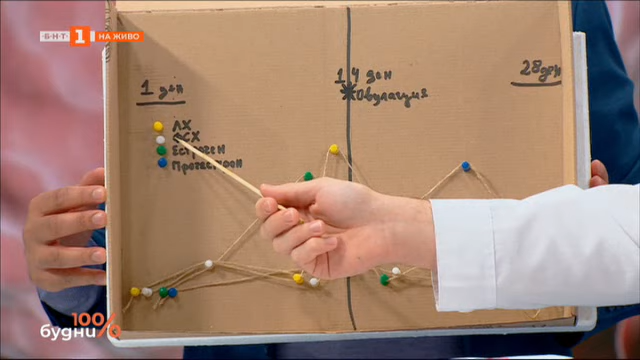 БНТ 1 НА ЖИВО
1 ден
14 ден
Овулация
28 ден
ЛХ
ФСХ
Естроген
Прогестерон
100%
будни